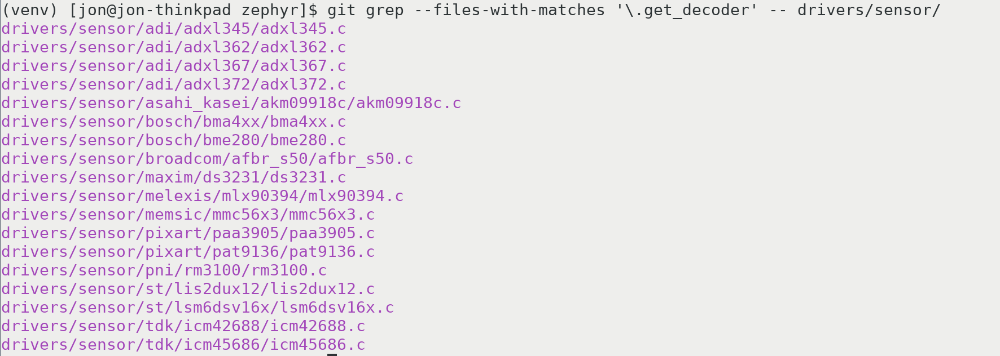 (venv) [jon@jon-thinkpad zephyr]$ git grep --files-with-matches '\.get_decoder' -- drivers/sensor/
drivers/sensor/adi/adxl345/adxl345.c
drivers/sensor/adi/adxl362/adxl362.c
drivers/sensor/adi/adxl367/adxl367.c
drivers/sensor/adi/adxl372/adxl372.c
drivers/sensor/asahi_kasei/akm09918c/akm09918c.c
drivers/sensor/bosch/bma4xx/bma4xx.c
drivers/sensor/bosch/bme280/bme280.c
drivers/sensor/broadcom/afbr_s50/afbr_s50.c
drivers/sensor/maxim/ds3231/ds3231.c
drivers/sensor/melexis/mlx90394/mlx90394.c
drivers/sensor/memsic/mmc56x3/mmc56x3.c
drivers/sensor/pixart/paa3905/paa3905.c
drivers/sensor/pixart/pat9136/pat9136.c
drivers/sensor/pni/rm3100/rm3100.c
drivers/sensor/st/lis2dux12/lis2dux12.c
drivers/sensor/st/lsm6dsv16x/lsm6dsv16x.c
drivers/sensor/tdk/icm42688/icm42688.c
drivers/sensor/tdk/icm45686/icm45686.c